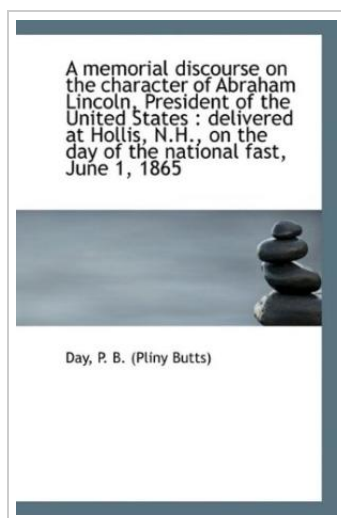 A memorial discourse on
the character of Abraham
Lincoln, President of the
United States : delivered
at Hollis, N.H., on the
day of the national fast,
June 1, 1865
Day, P. B. (Pliny Butts)